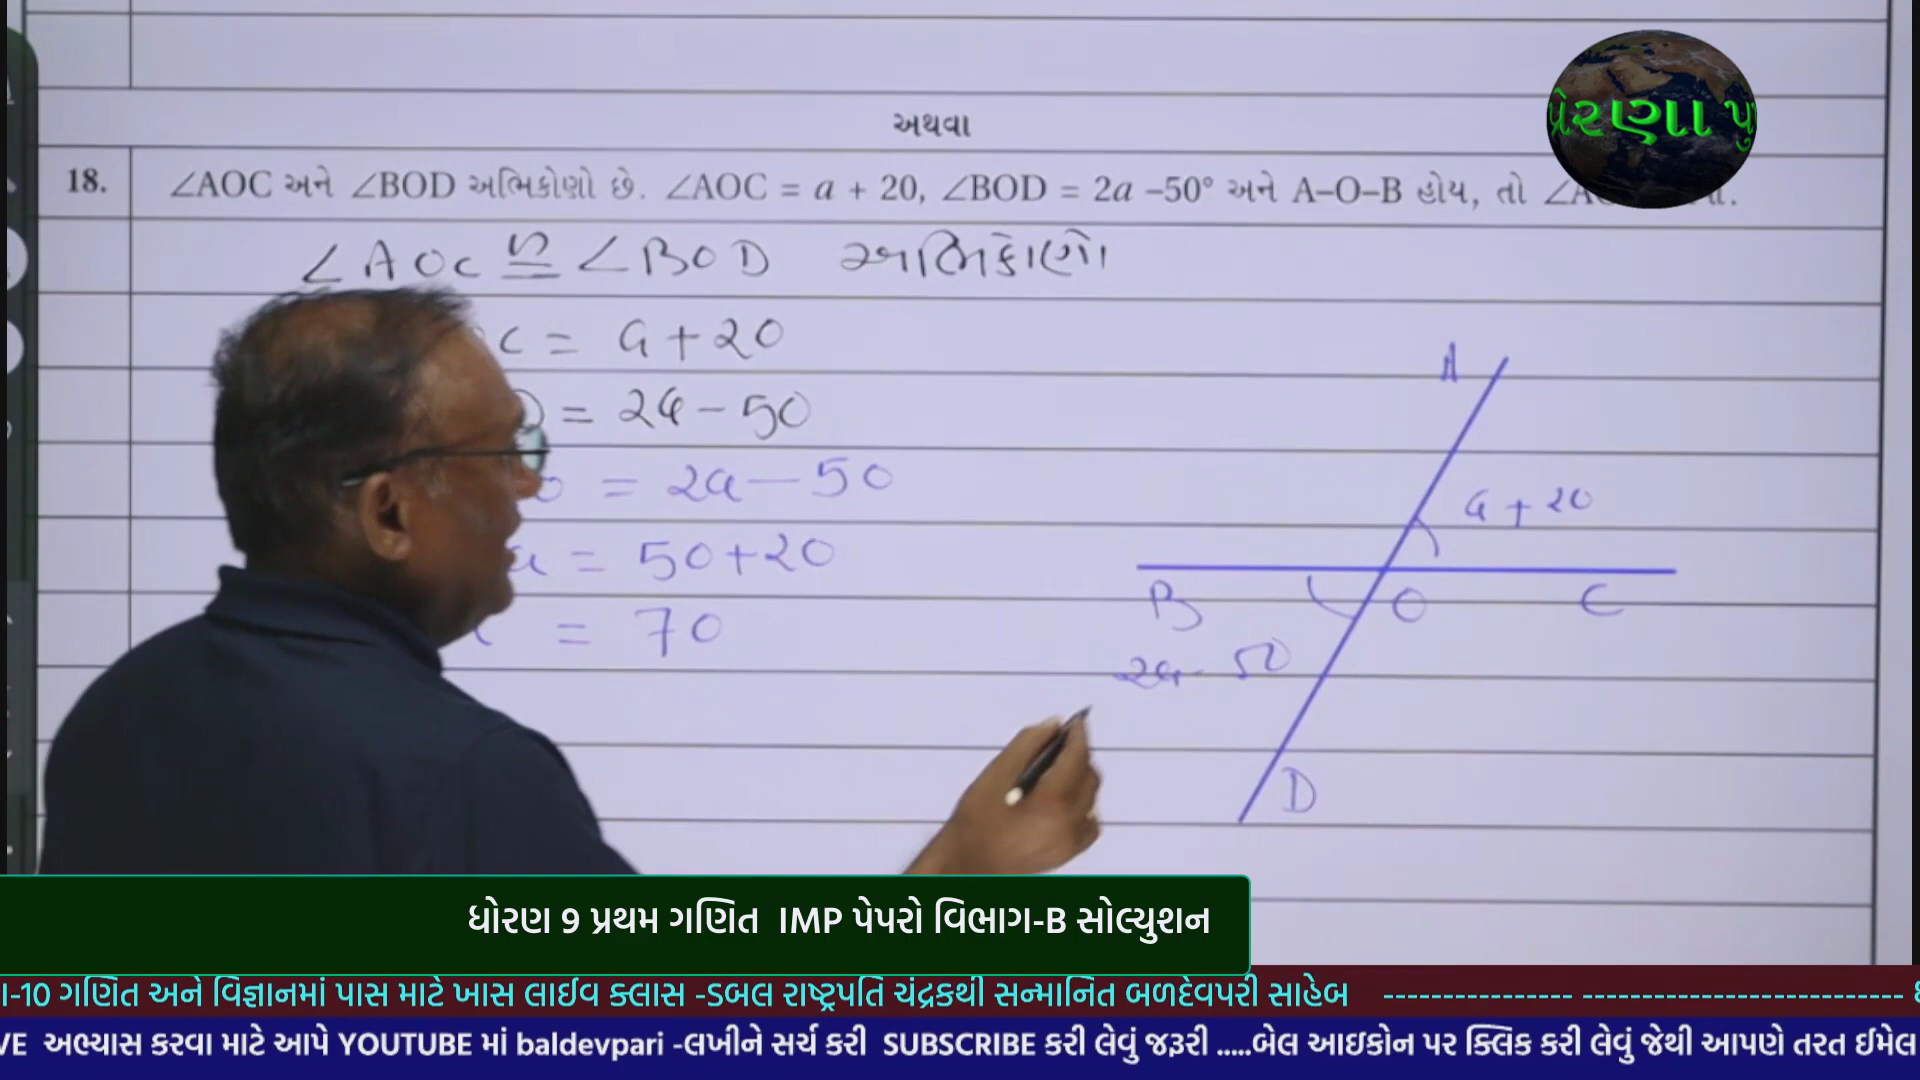 અથવા
પ્રેરણા પુ
18. ∠AOC અને ∠BOD અભિકોણો છે. ∠AOC = a + 20, ∠BOD = 2a –50° અને A–O–B હોય, તો
∠AOC ≅ ∠BOD અભિકોણો
C = a + 20
= 2a - 50
= 2a - 50
a = 50 + 20
= 70
A
a + 20
B O C
2a - 50
D
ધોરણ 9 પ્રથમ ગણિત IMP પેપરો વિભાગ-B સોલ્યુશન
-10 ગણિત અને વિજ્ઞાનમાં પાસ માટે ખાસ લાઈવ ક્લાસ -ડબલ રાષ્ટ્રપતિ ચંદ્રકથી સન્માનિત બળદેવપરી સાહેબ --------------- ---------------------------
VE અભ્યાસ કરવા માટે આપે YOUTUBE માં baldevpari -લખીને સર્ચ કરી SUBSCRIBE કરી લેવું જરૂરી .....બેલ આઇકોન પર ક્લિક કરી લેવું જેથી આપણે તરત ઈમેલ